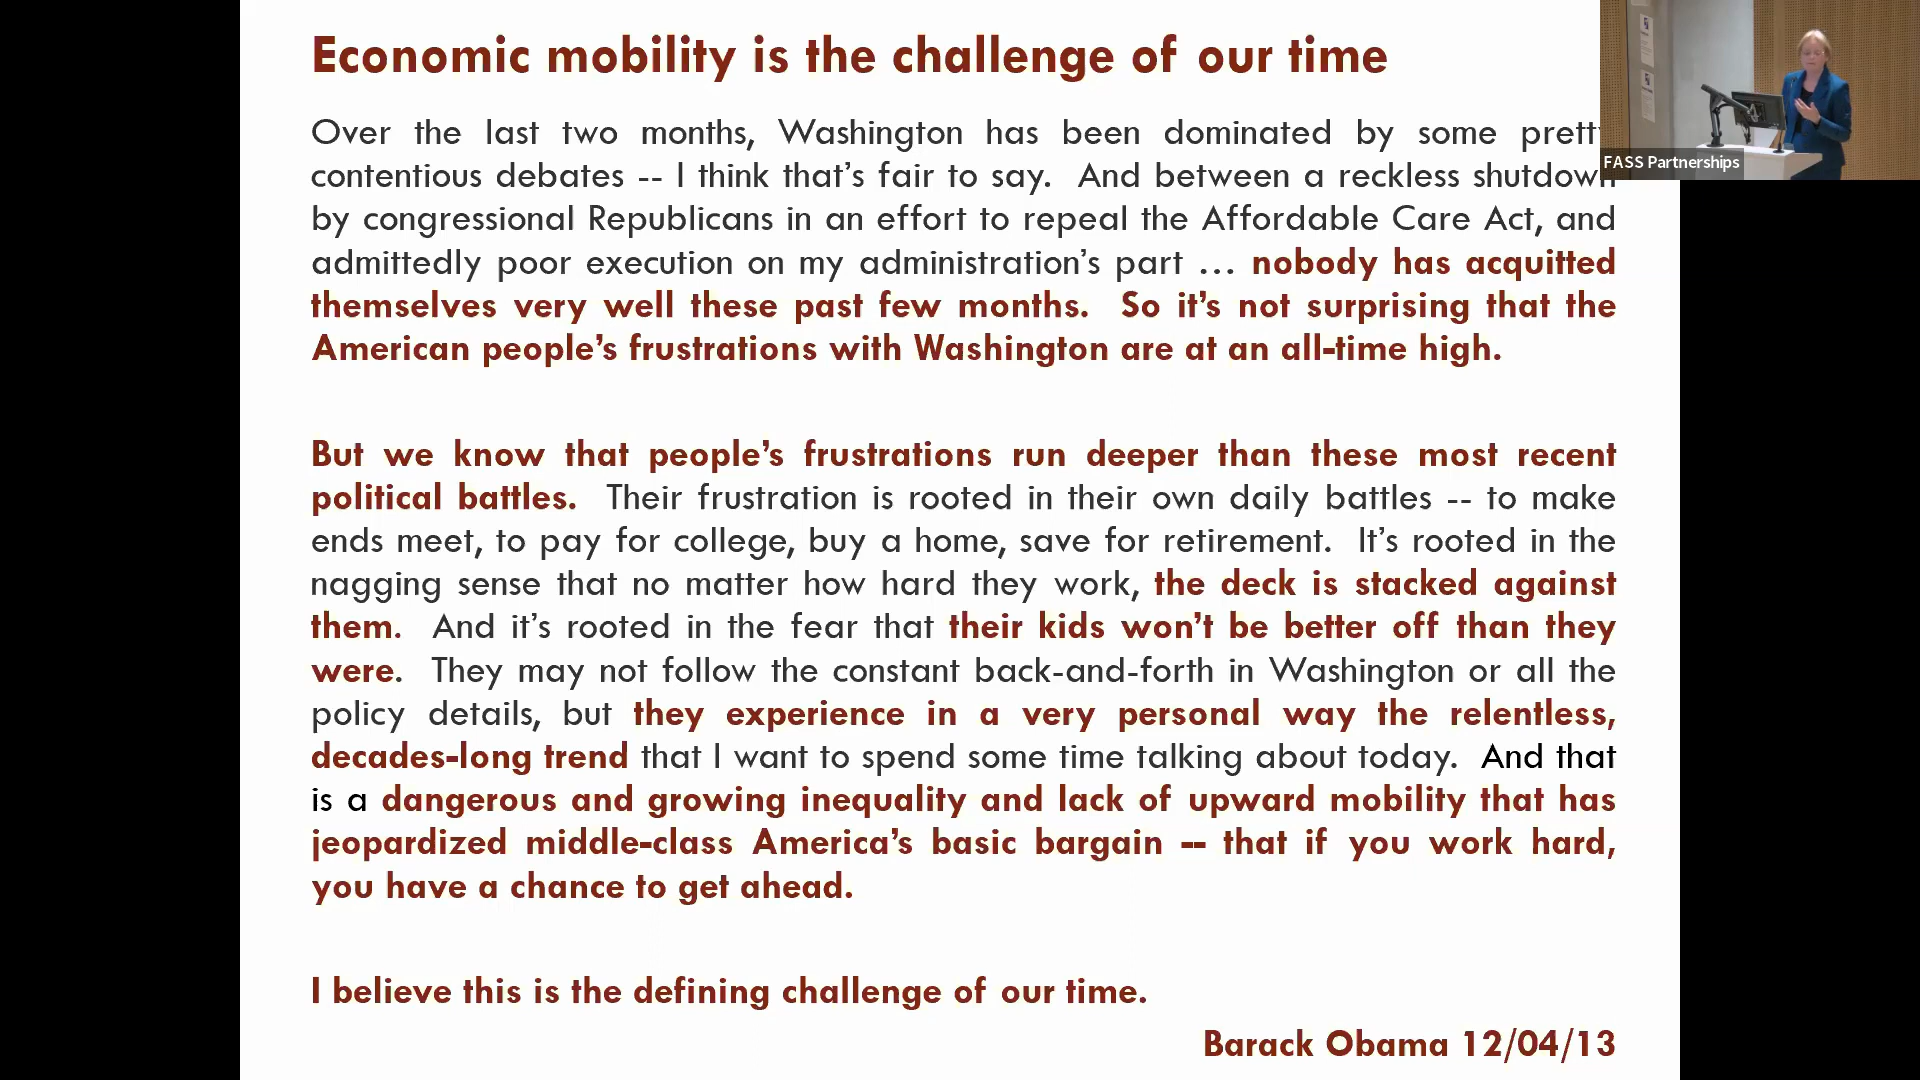 Economic mobility is the challenge of our time
Over the last two months, Washington has been dominated by some pretty
contentious debates -- I think that’s fair to say. And between a reckless shutdown
by congressional Republicans in an effort to repeal the Affordable Care Act, and
admittedly poor execution on my administration’s part … nobody has acquitted
themselves very well these past few months. So it’s not surprising that the
American people’s frustrations with Washington are at an all-time high.
But we know that people’s frustrations run deeper than these most recent
political battles. Their frustration is rooted in their own daily battles -- to make
ends meet, to pay for college, buy a home, save for retirement. It’s rooted in the
nagging sense that no matter how hard they work, the deck is stacked against
them. And it’s rooted in the fear that their kids won’t be better off than they
were. They may not follow the constant back-and-forth in Washington or all the
policy details, but they experience in a very personal way the relentless,
decades-long trend that I want to spend some time talking about today. And that
is a dangerous and growing inequality and lack of upward mobility that has
jeopardized middle-class America’s basic bargain -- that if you work hard,
you have a chance to get ahead.
I believe this is the defining challenge of our time.
Barack Obama 12/04/13
FASS Partnerships